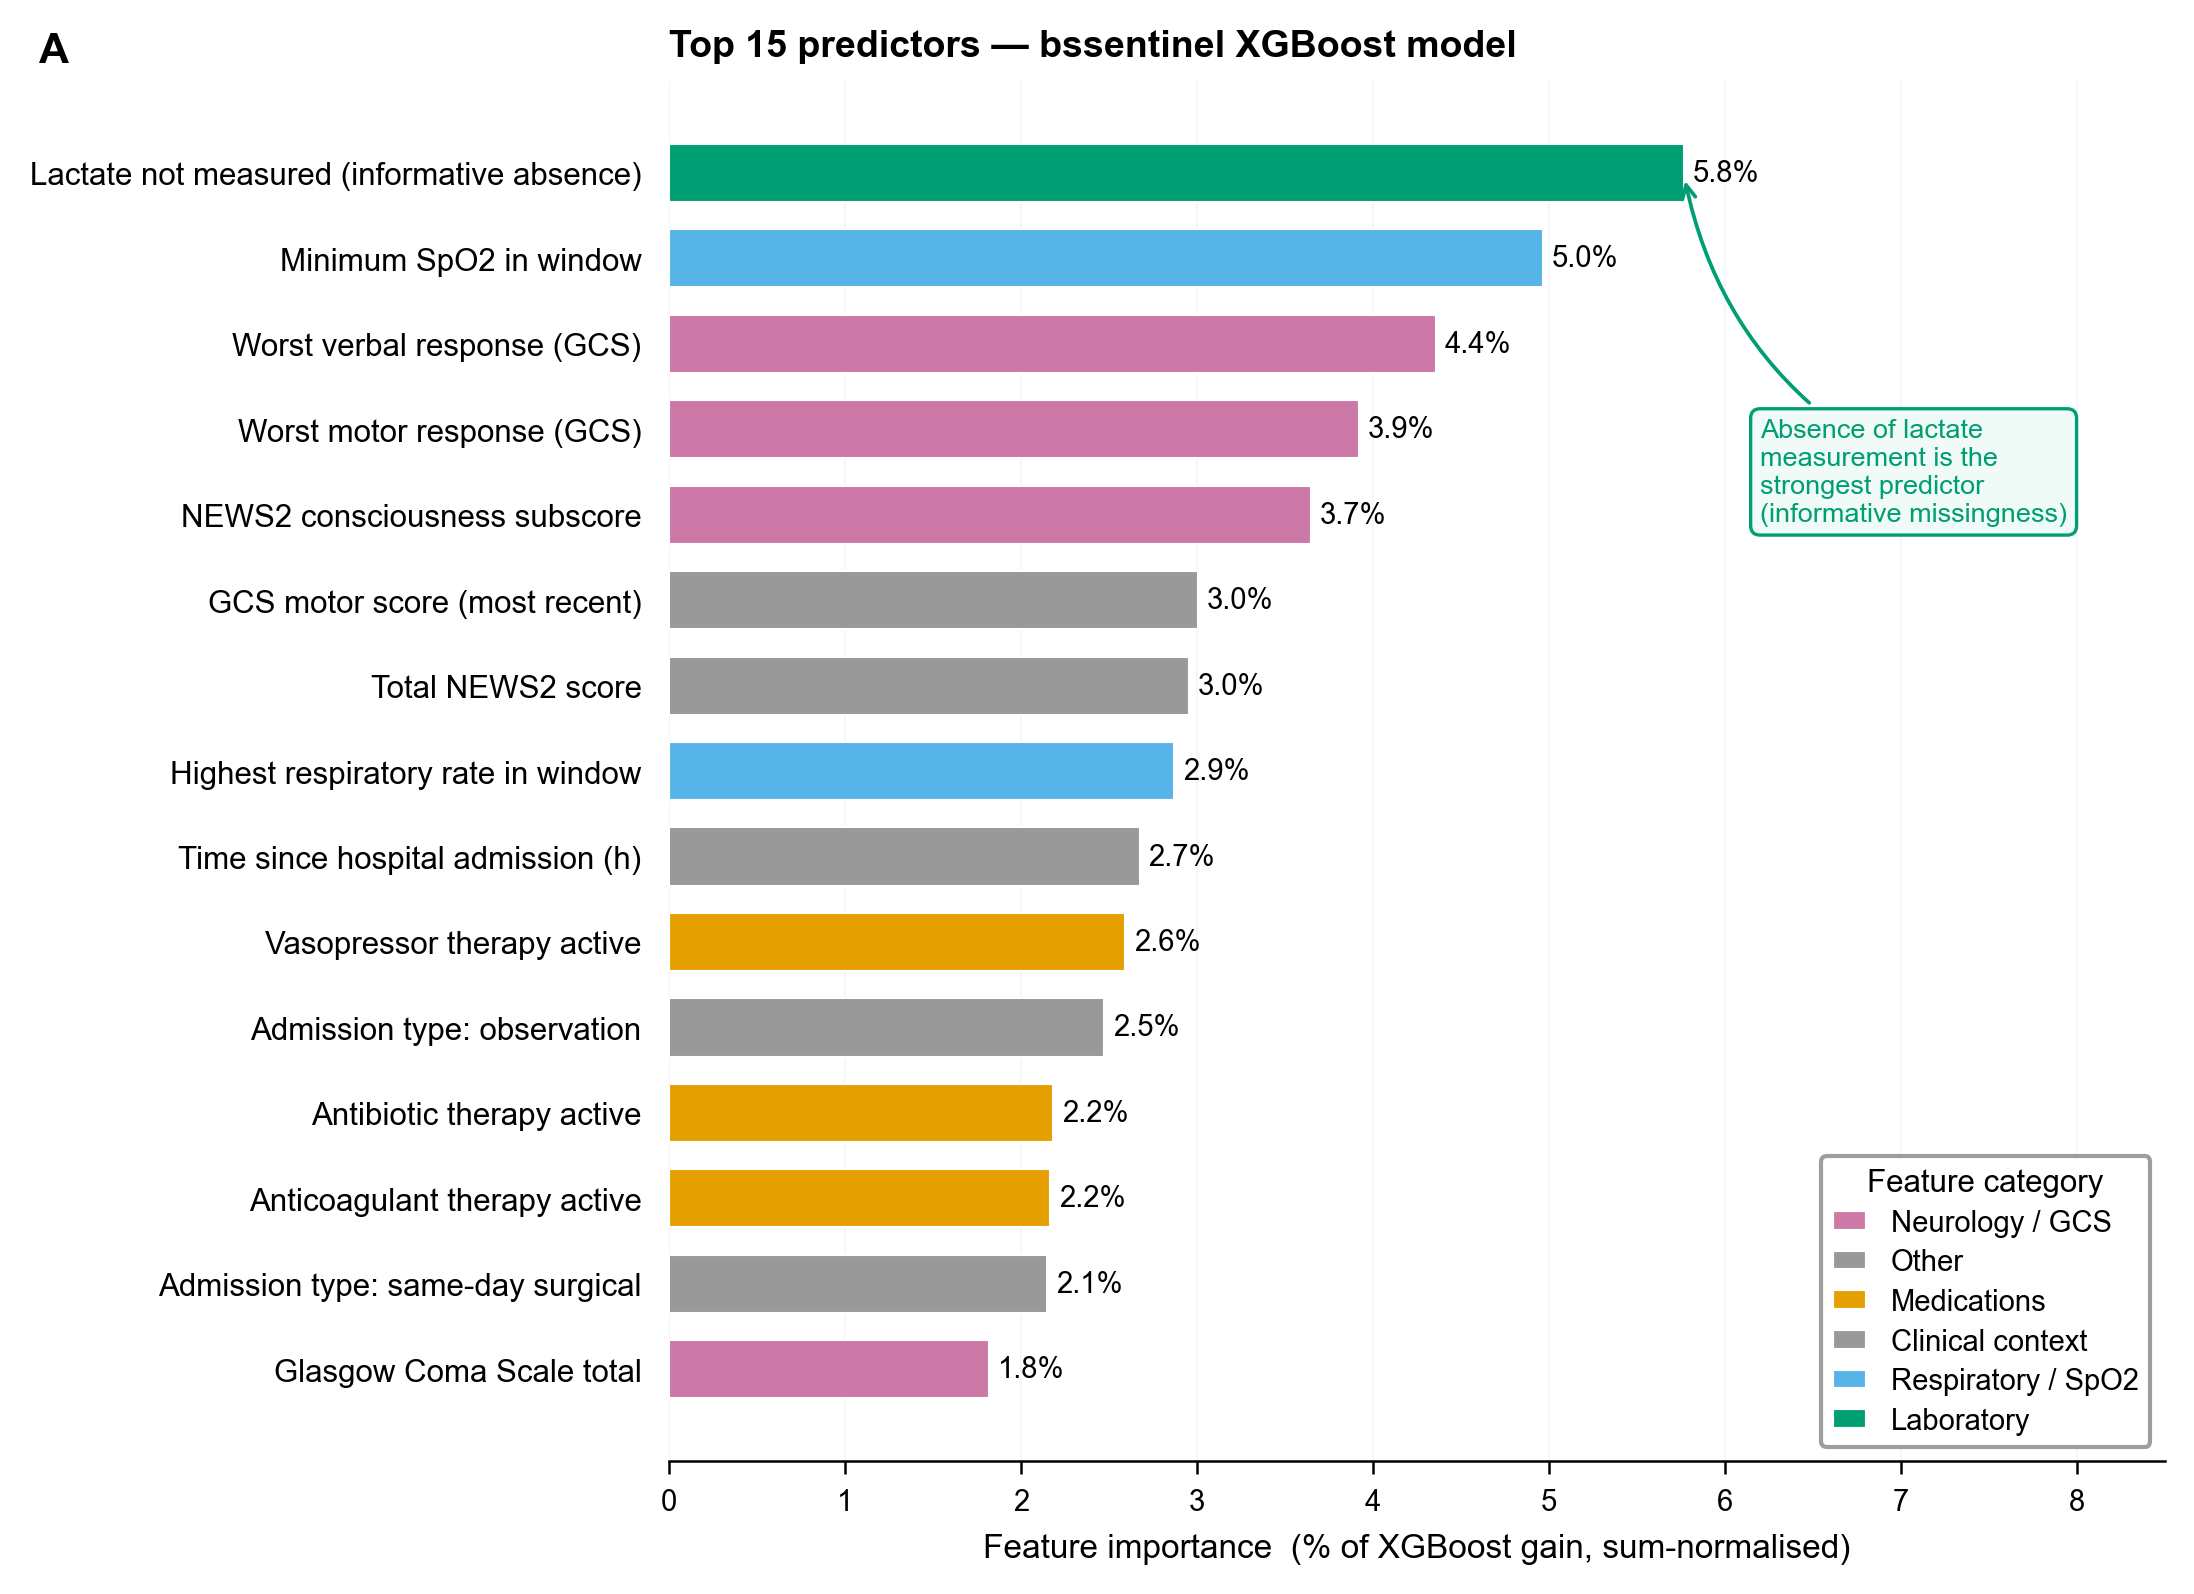 A
Top 15 predictors — bssentinel XGBoost model
Lactate not measured (informative absence)
5.8%
Minimum SpO2 in window
5.0%
Worst verbal response (GCS)
4.4%
Worst motor response (GCS)
3.9%
Absence of lactate
measurement is the
strongest predictor
(informative missingness)
NEWS2 consciousness subscore
3.7%
GCS motor score (most recent)
3.0%
Total NEWS2 score
3.0%
Highest respiratory rate in window
2.9%
Time since hospital admission (h)
2.7%
Vasopressor therapy active
2.6%
Admission type: observation
2.5%
Antibiotic therapy active
2.2%
Anticoagulant therapy active
2.2%
Admission type: same-day surgical
2.1%
Glasgow Coma Scale total
1.8%
Feature category
Neurology / GCS
Other
Medications
Clinical context
Respiratory / SpO2
Laboratory
0 1 2 3 4 5 6 7 8
Feature importance (% of XGBoost gain, sum-normalised)